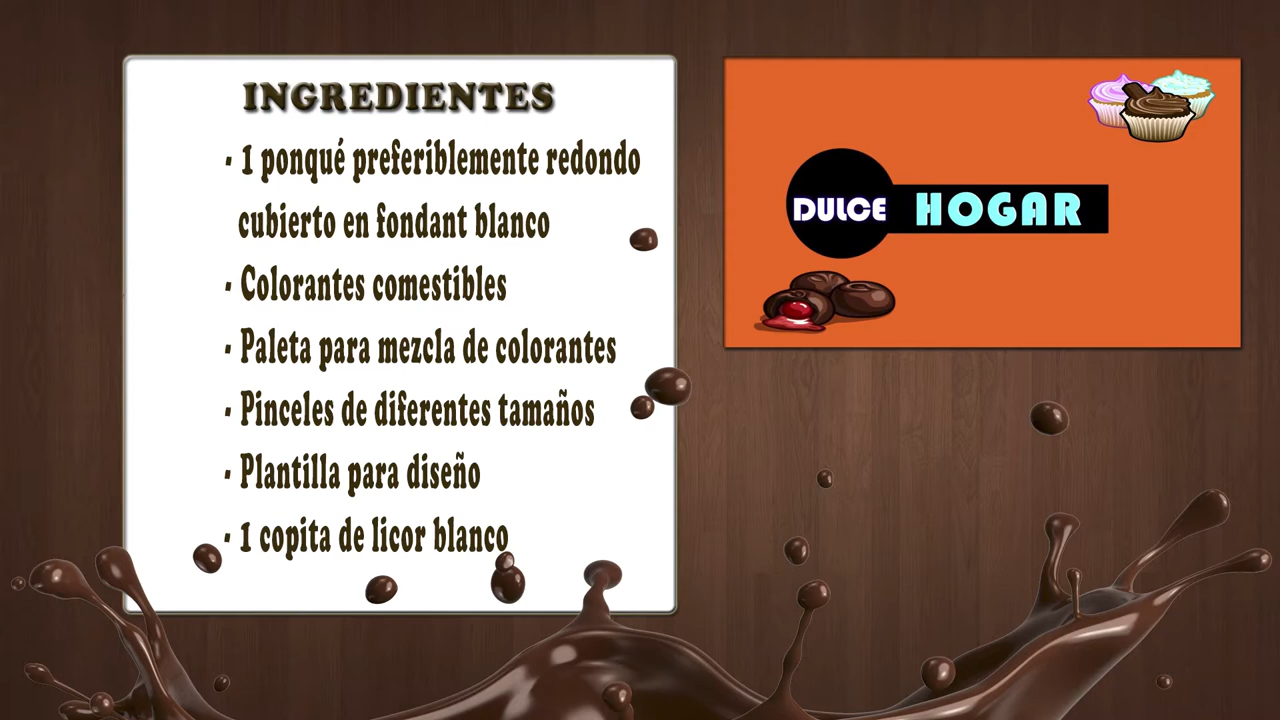 INGREDIENTES
· 1 ponqué preferiblemente redondo
cubierto en fondant blanco
· Colorantes comestibles
· Paleta para mezcla de colorantes
· Pinceles de diferentes tamaños
· Plantilla para diseño
· 1 copita de licor blanco
DULCE HOGAR